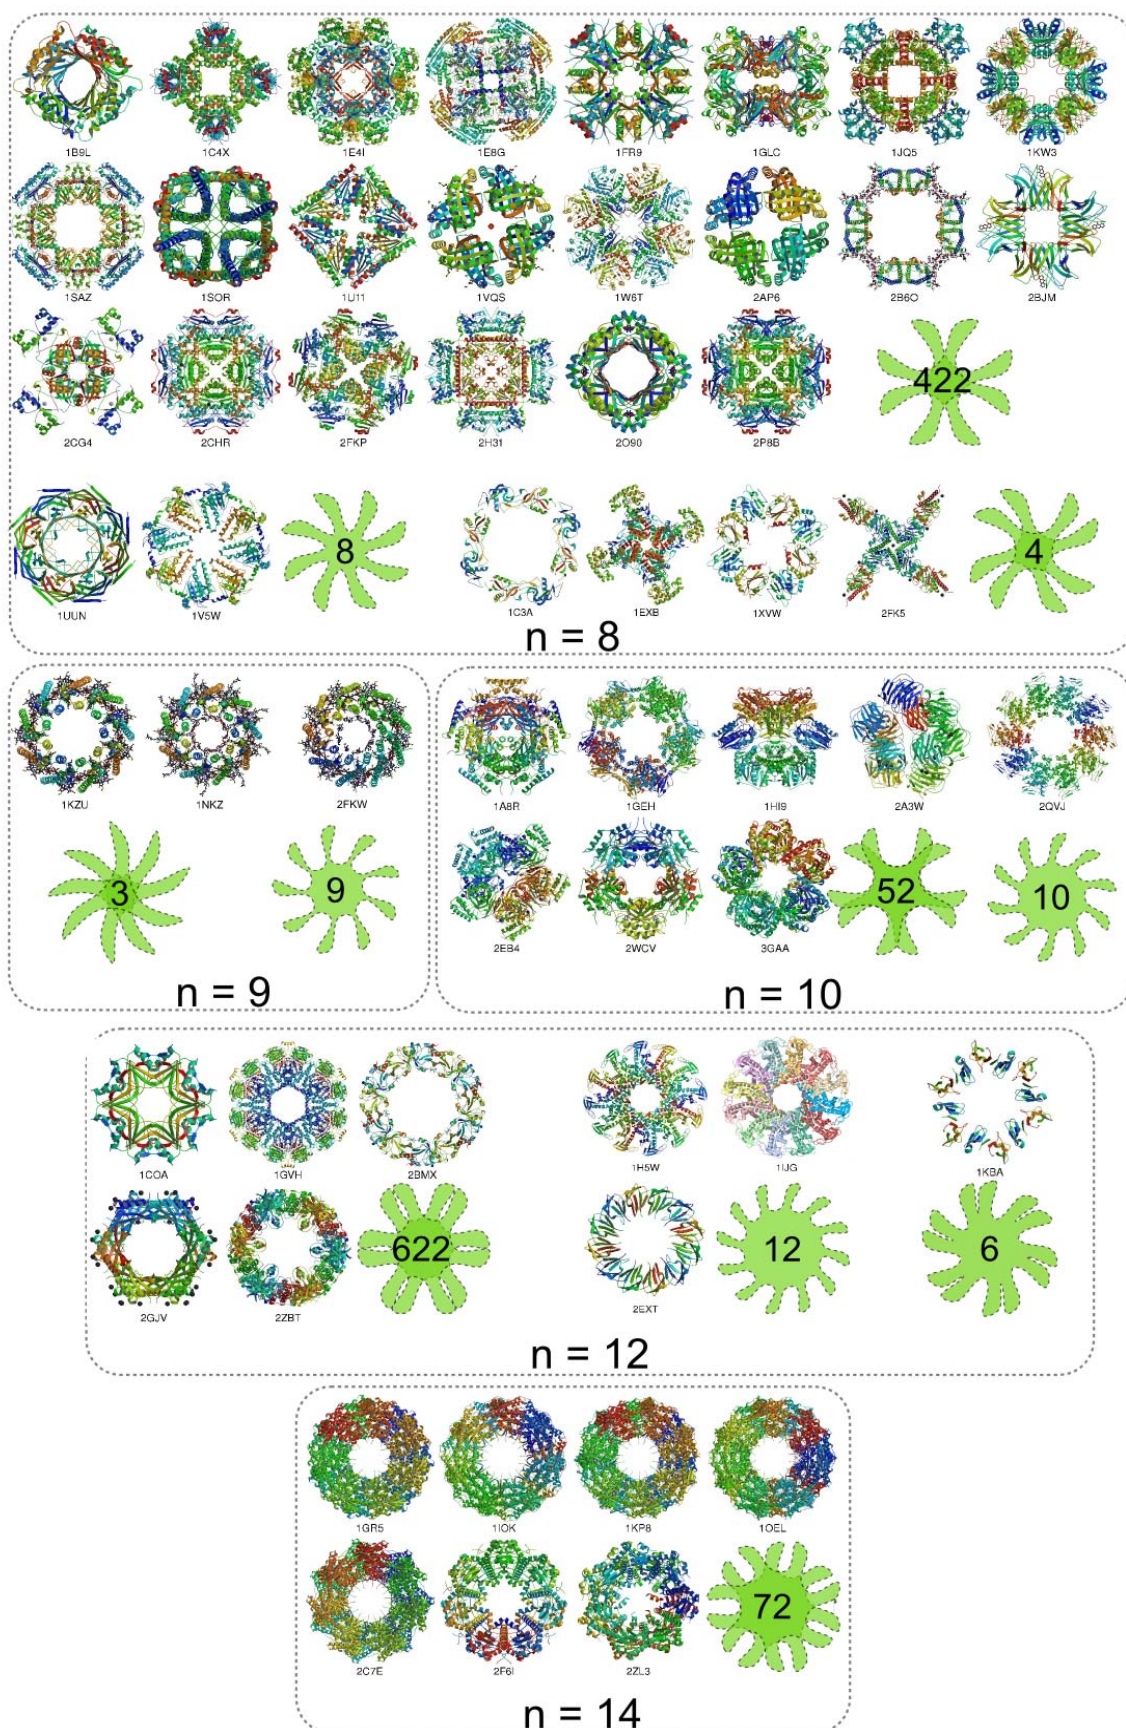 1B9L 1C4X 1E4I 1E8G 1FR9 1GLC 1JQ5 1KW3
1SAZ 1SOR 1U11 1VQS 1W6T 2AP6 2B6O 2BJM
422
2CG4 2CHR 2FKP 2H31 2O90 2P8B
8 4
1UUN 1V5W 1C3A 1EXB 1XVW 2FK5
n = 8
1KZU 1NKZ 2FKW
3 9
n = 9
1A8R 1GEH 1HI9 2A3W 2QVJ
52 10
2EB4 2WCV 3GAA
n = 10
1COA 1GVH 2BMX 1H5W 1IJG 1KBA
622 12 6
2GJV 2ZBT 2EXT
n = 12
1GR5 1IOK 1KP8 1OEL
72
2C7E 2F6I 2ZL3
n = 14